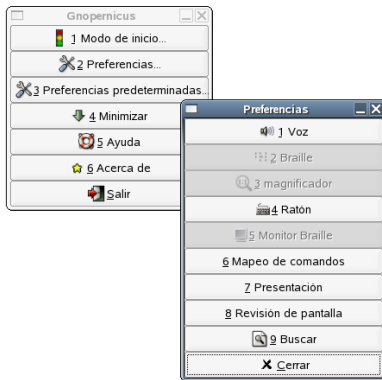 Gnopernicus
1 Modo de inicio...
2 Preferencias...
3 Preferencias predeterminadas...
4 Minimizar
5 Ayuda
6 Acerca de
Salir
Preferencias
1 Voz
2 Braille
3 magnificador
4 Ratón
5 Monitor Braille
6 Mapeo de comandos
7 Presentación
8 Revisión de pantalla
9 Buscar
Cerrar